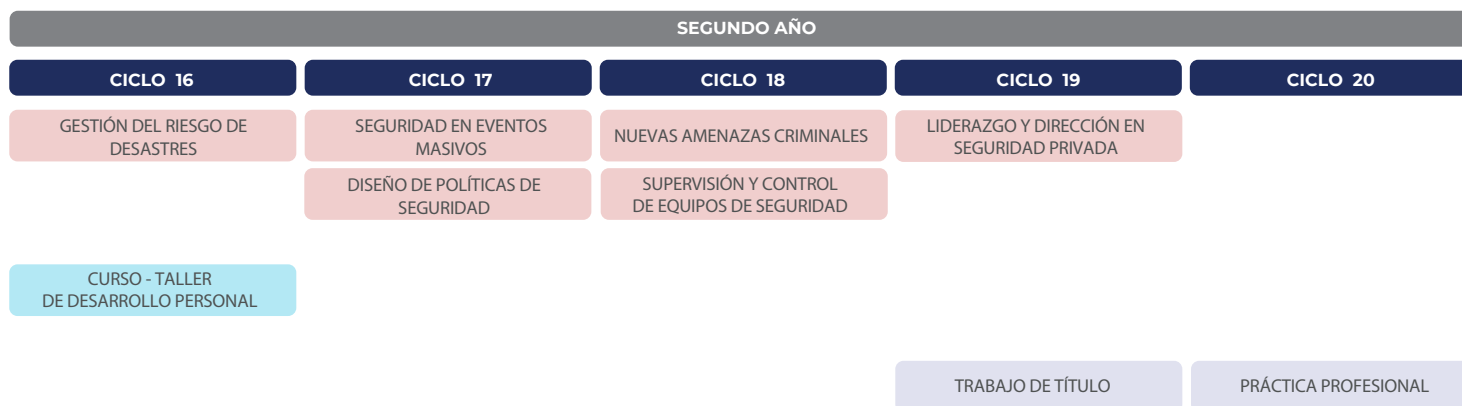 SEGUNDO AÑO
CICLO 16
CICLO 17
CICLO 18
CICLO 19
CICLO 20
GESTIÓN DEL RIESGO DE
DESASTRES
SEGURIDAD EN EVENTOS
MASIVOS
NUEVAS AMENAZAS CRIMINALES
LIDERAZGO Y DIRECCIÓN EN
SEGURIDAD PRIVADA
DISEÑO DE POLÍTICAS DE
SEGURIDAD
SUPERVISIÓN Y CONTROL
DE EQUIPOS DE SEGURIDAD
CURSO - TALLER
DE DESARROLLO PERSONAL
TRABAJO DE TÍTULO
PRÁCTICA PROFESIONAL